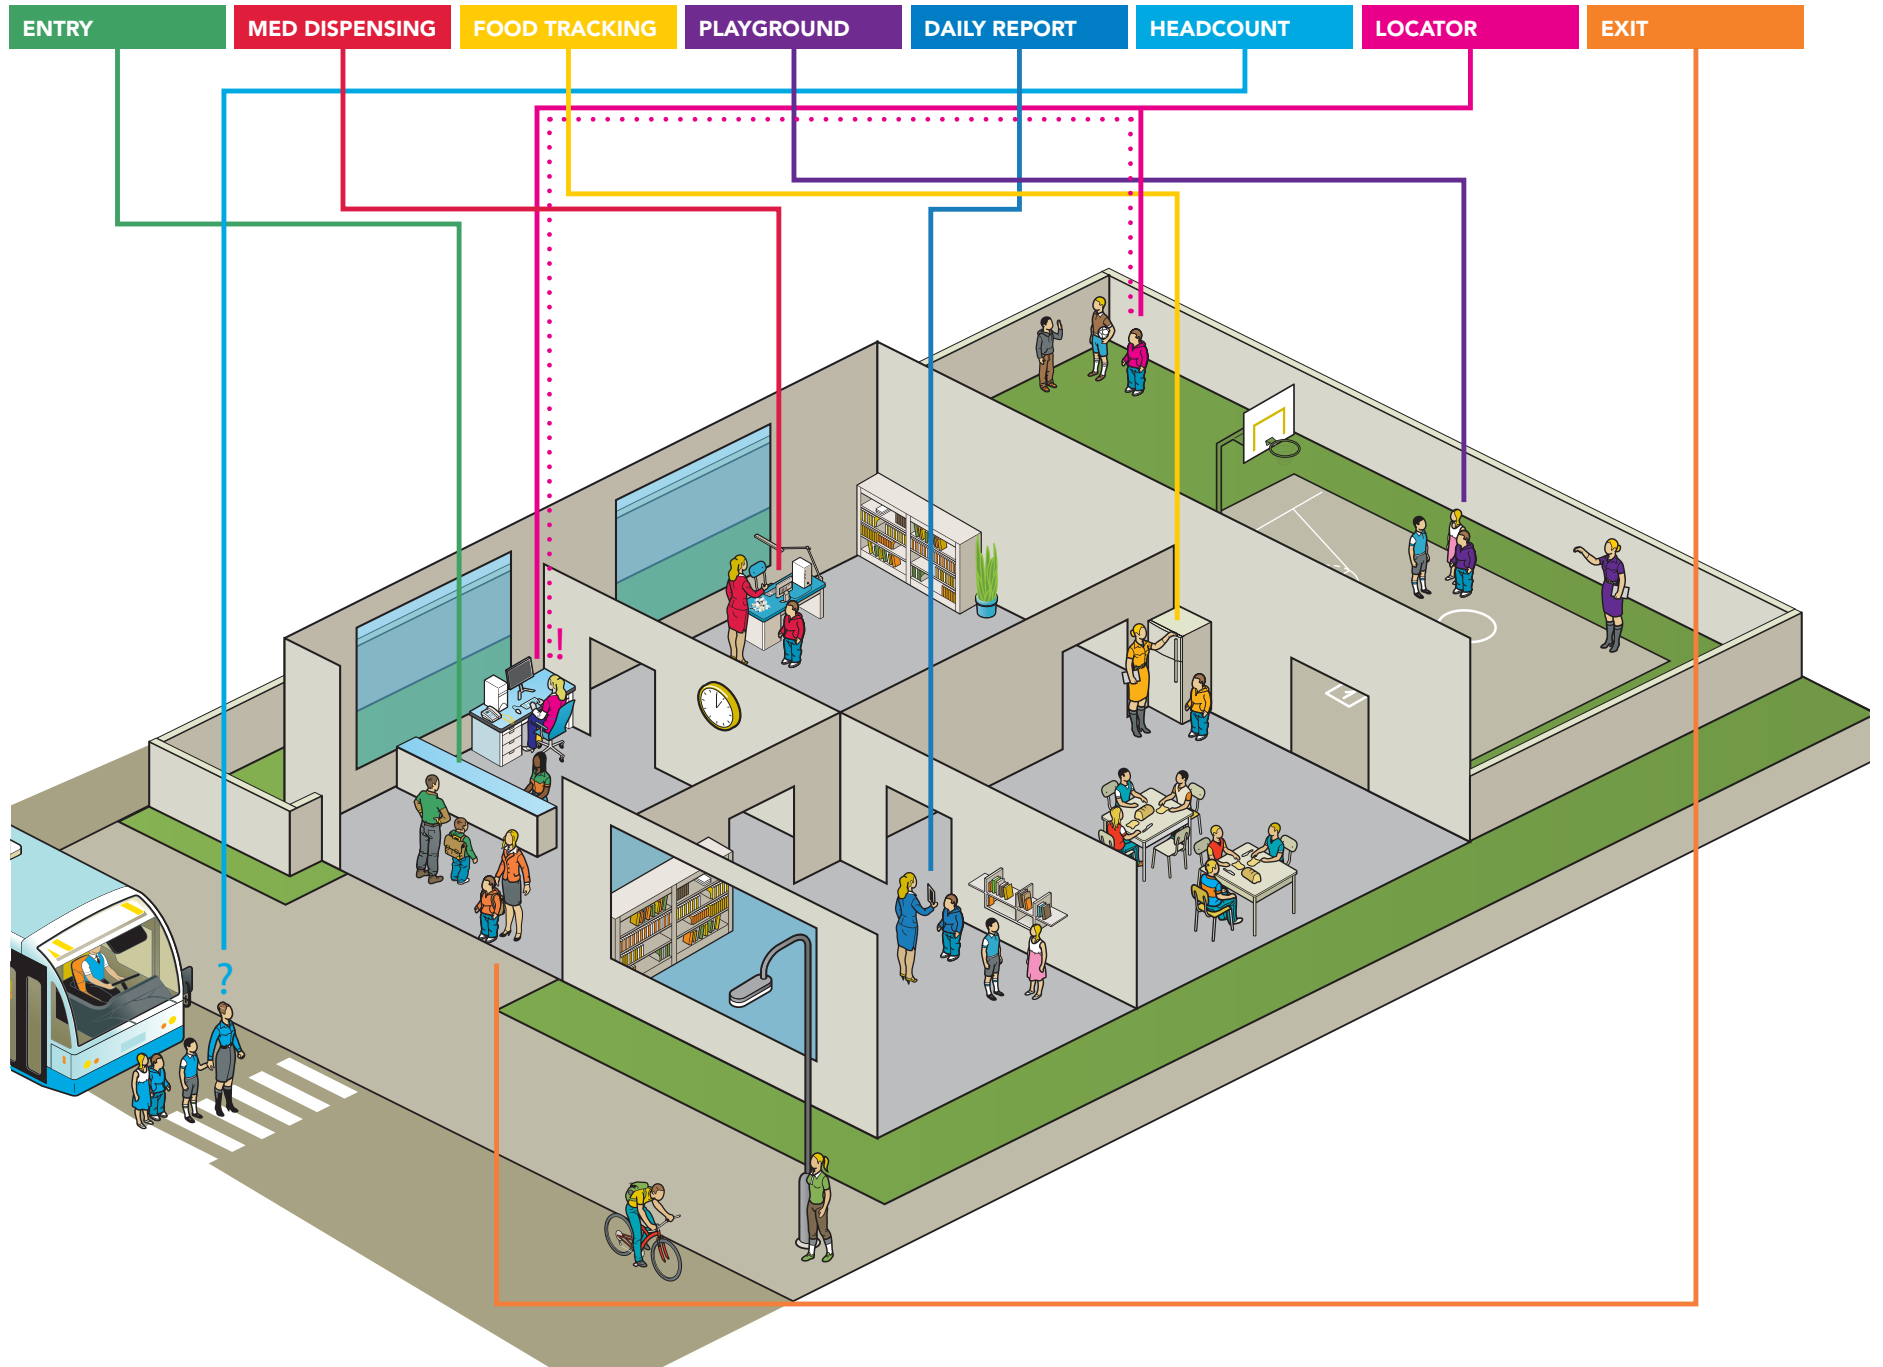 ENTRY
MED DISPENSING
FOOD TRACKING
PLAYGROUND
DAILY REPORT
HEADCOUNT
LOCATOR
EXIT
!
?